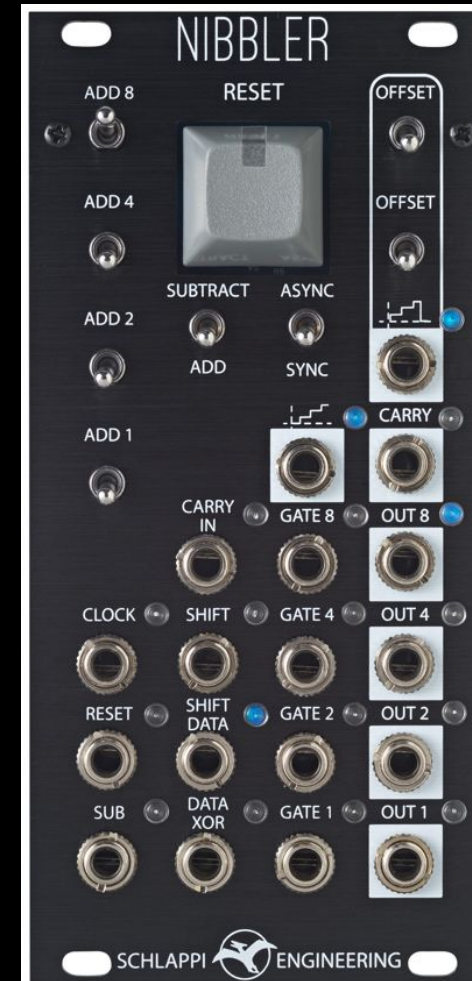 NIBBLER
ADD 8
RESET
OFFSET
ADD 4
OFFSET
SUBTRACT
ASYNC
ADD 2
ADD
SYNC
ADD 1
CARRY
CARRY
IN
GATE 8
OUT 8
CLOCK
SHIFT
GATE 4
OUT 4
RESET
SHIFT
DATA
GATE 2
OUT 2
SUB
DATA
XOR
GATE 1
OUT 1
SCHLAPPI
ENGINEERING